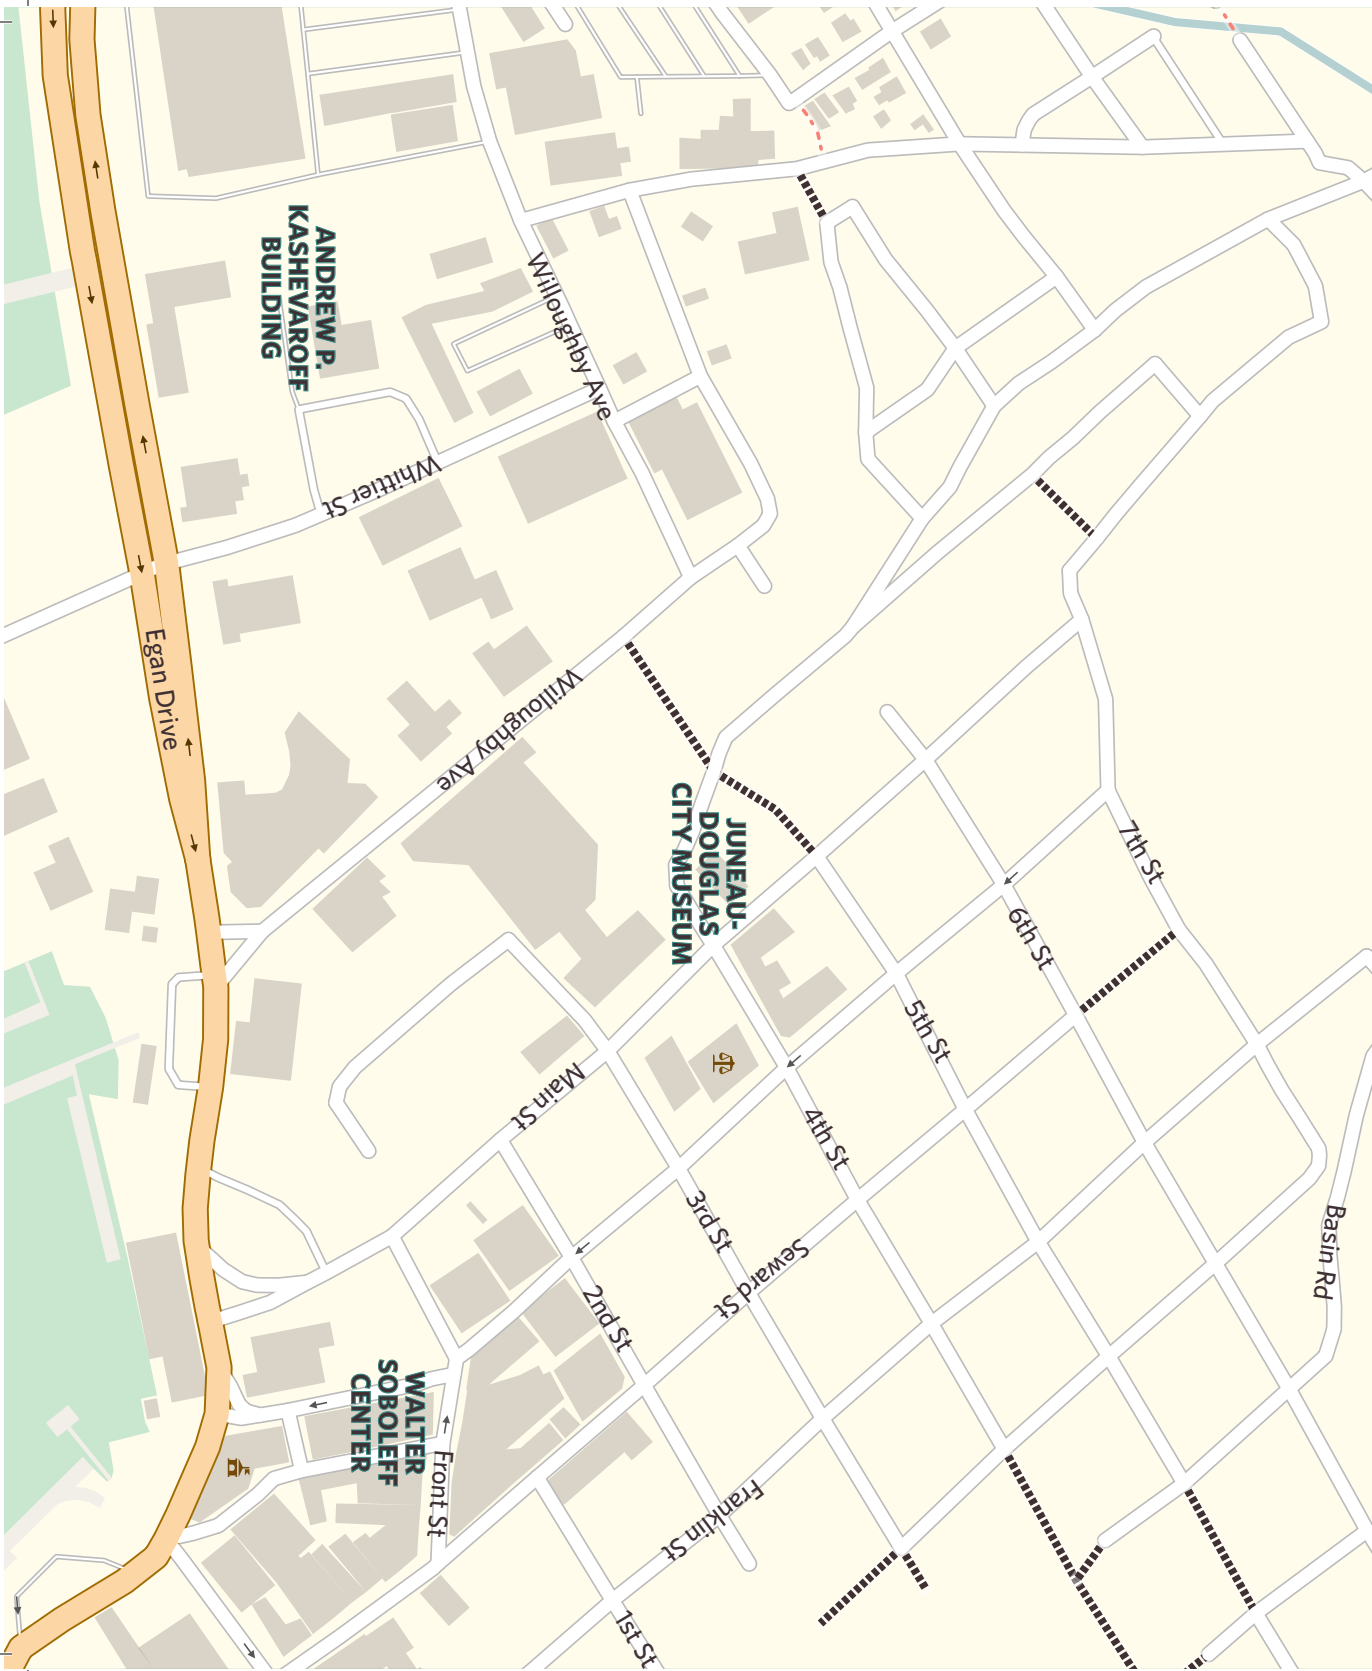 ANDREW P.
KASHEVAROFF
BUILDING
Willoughby Ave
Whittier St
Egan Drive
Willoughby Ave
JUNEAU-
DOUGLAS
CITY MUSEUM
7th St
6th St
5th St
Main St
4th St
3rd St
Seward St
Basin Rd
2nd St
WALTER
SOBOLEFF
CENTER
Front St
Franklin St
1st St